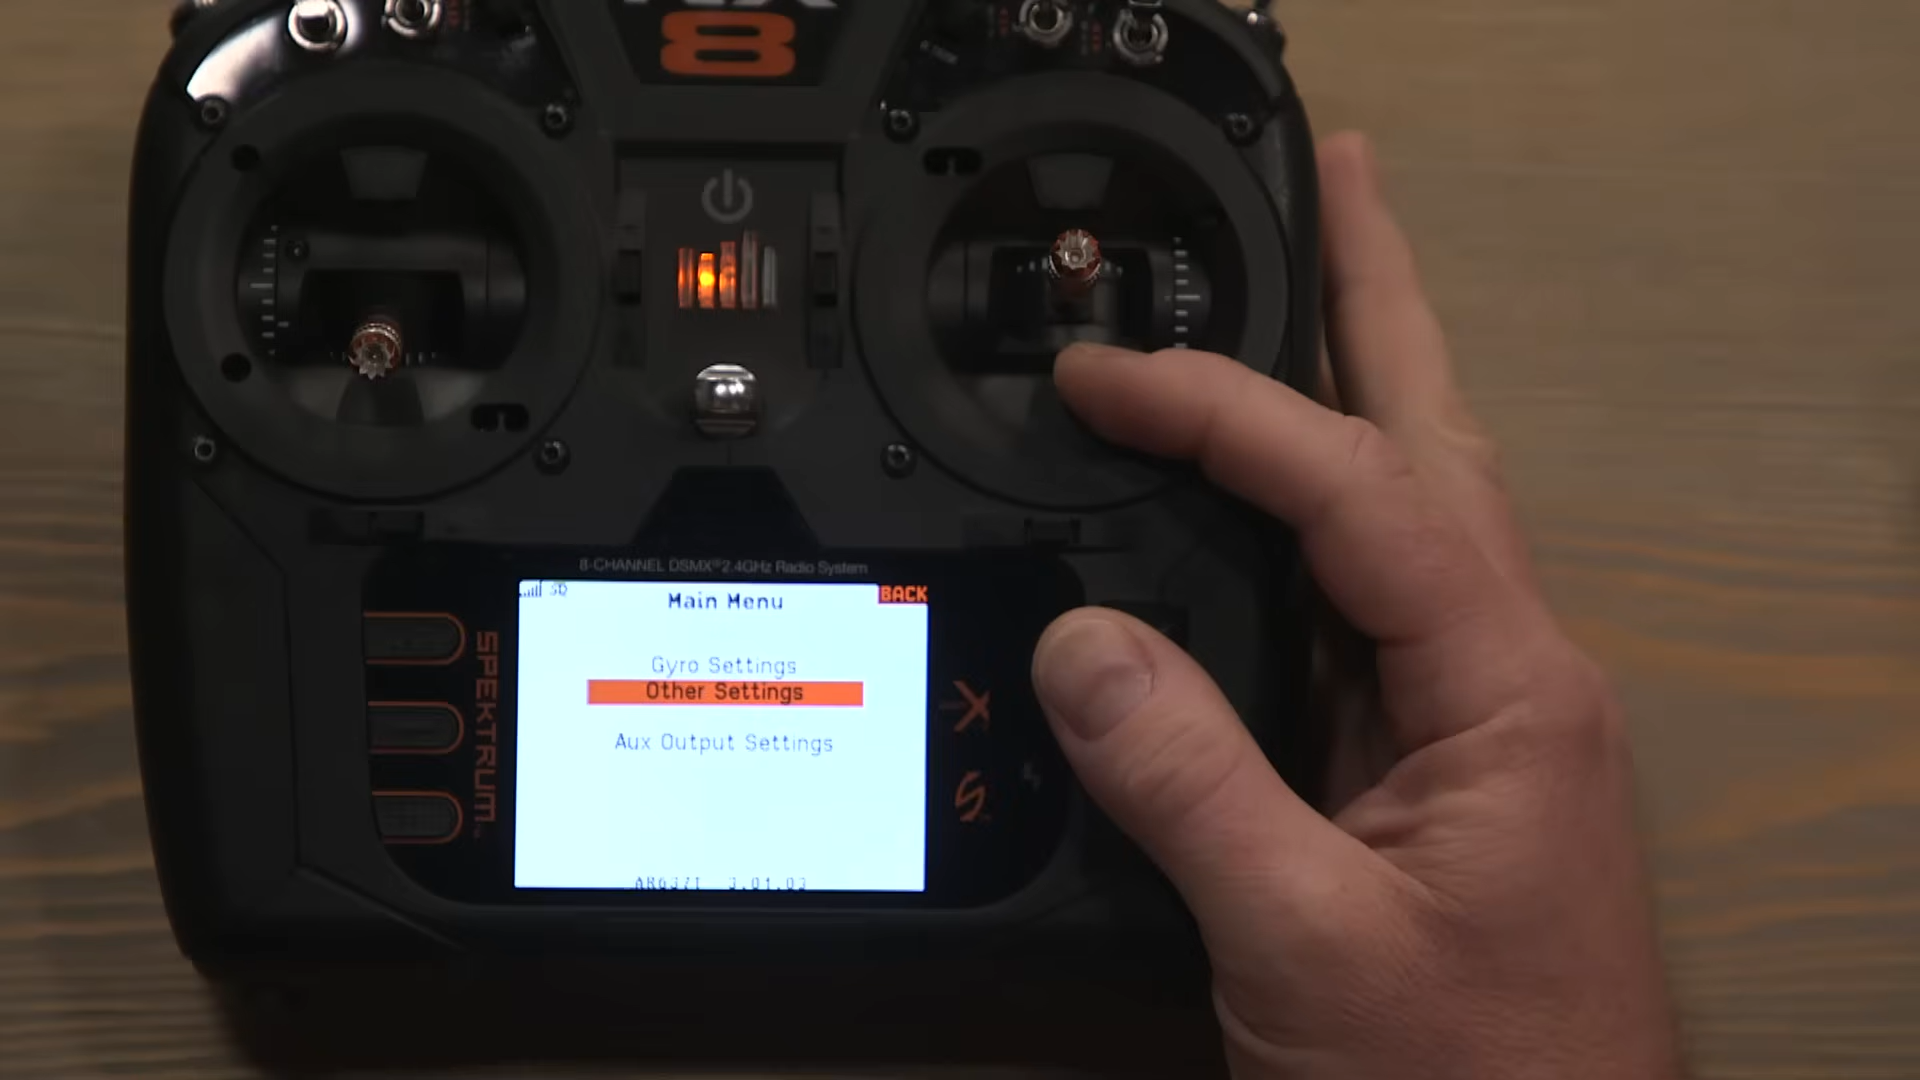 8
8-CHANNEL DSMX® 2.4GHz Radio System
SPEKTRUM
Main Menu
BACK
Gyro Settings
Other Settings
Aux Output Settings